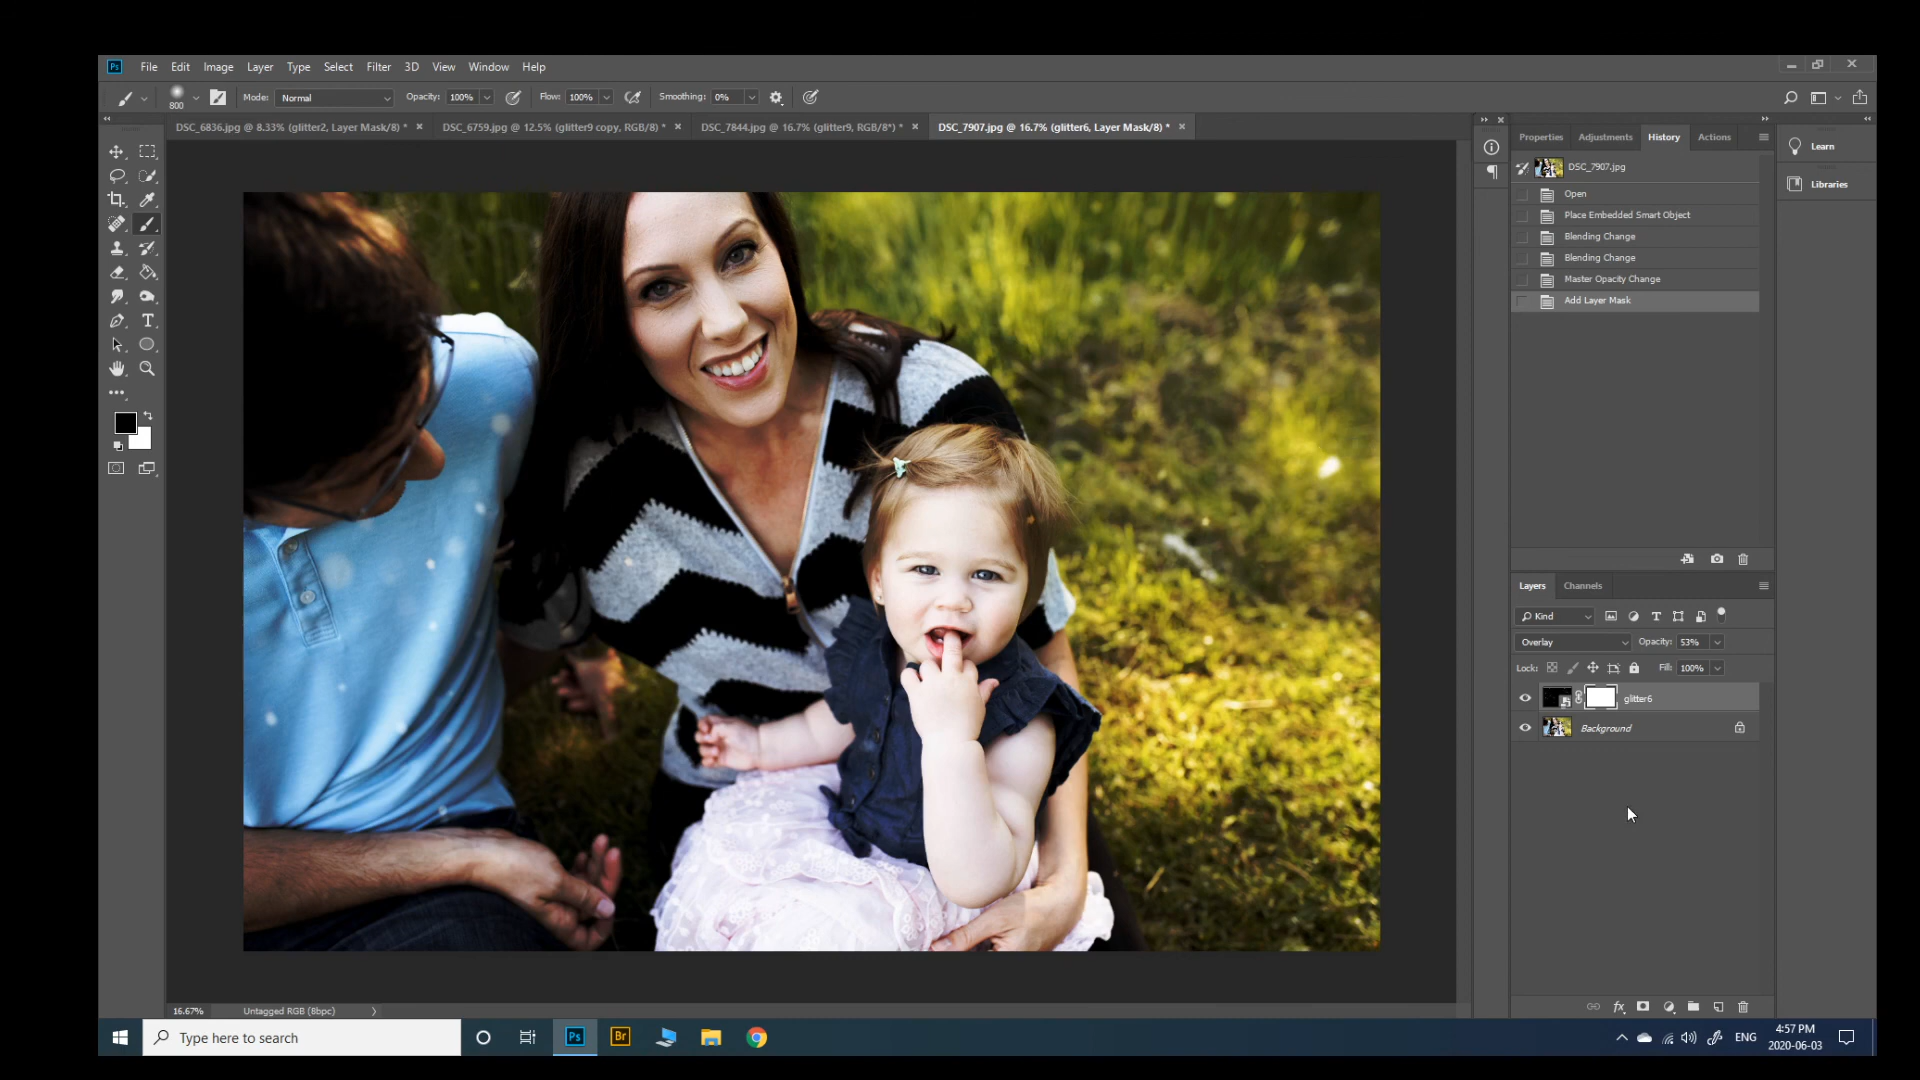 Ps File Edit Image Layer Type Select Filter 3D View Window Help
800 Mode: Normal Opacity: 100% Flow: 100% Smoothing: 0%
DSC_6836.jpg @ 8.33% (glitter2, Layer Mask/8) * × DSC_6759.jpg @ 12.5% (glitter9 copy, RGB/8) * × DSC_7844.jpg @ 16.7% (glitter9, RGB/8*) * × DSC_7907.jpg @ 16.7% (glitter6, Layer Mask/8) * ×
Properties Adjustments History Actions
Learn
Libraries
DSC_7907.jpg
Open
Place Embedded Smart Object
Blending Change
Blending Change
Master Opacity Change
Add Layer Mask
Layers Channels
Kind
Overlay Opacity: 53%
Lock: Fill: 100%
glitter6
Background
fx
16.67% Untagged RGB (8bpc)
Type here to search
Ps Br
ENG
4:57 PM
2020-06-03